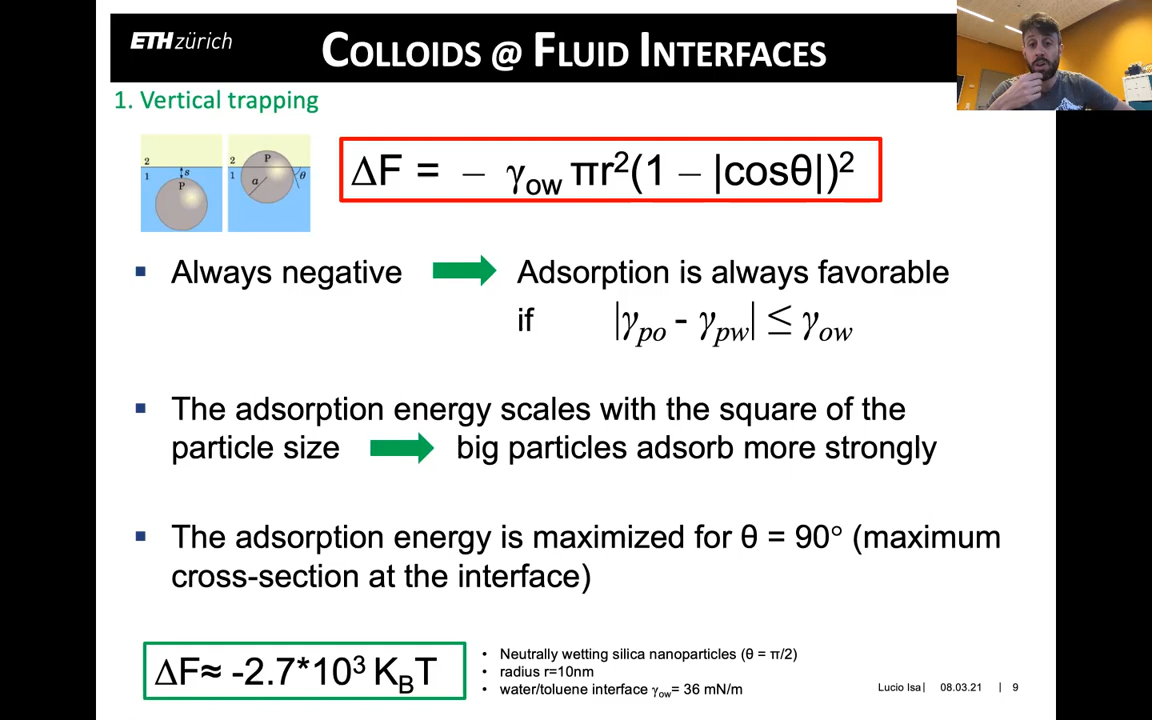 ETH zürich
COLLOIDS @ FLUID INTERFACES
1. Vertical trapping
2
1
s
P
2
1
P
a
θ
ΔF = – γow πr²(1 – |cosθ|)²
▪ Always negative
Adsorption is always favorable
if |γpo - γpw| ≤ γow
▪ The adsorption energy scales with the square of the
particle size
big particles adsorb more strongly
▪ The adsorption energy is maximized for θ = 90° (maximum
cross-section at the interface)
ΔF≈ -2.7*10³ KBT
• Neutrally wetting silica nanoparticles (θ = π/2)
• radius r=10nm
• water/toluene interface γow= 36 mN/m
Lucio Isa | 08.03.21 | 9